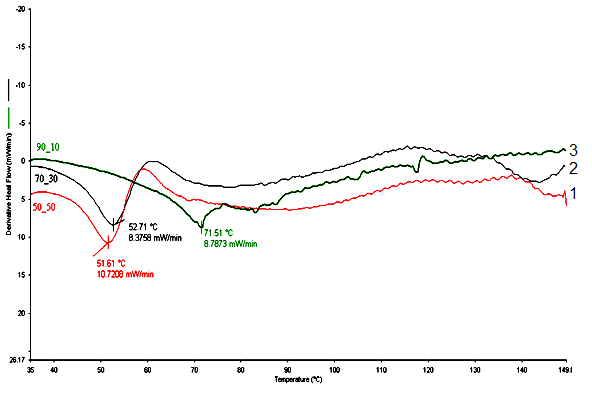 -20
-15
-10
-5
0
5
10
15
20
26.17
Derivative Heat Flow (mW/min)
90_10
70_30
50_50
52.71 °C
8.3758 mW/min
71.51 °C
8.7873 mW/min
51.61 °C
10.7208 mW/min
3
2
1
35 40 50 60 70 80 90 100 110 120 130 140
Temperature (°C)